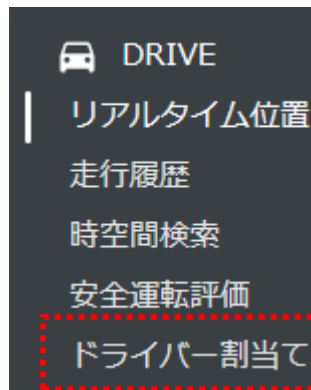 DRIVE
リアルタイム位置
走行履歴
時空間検索
安全運転評価
ドライバー割当て